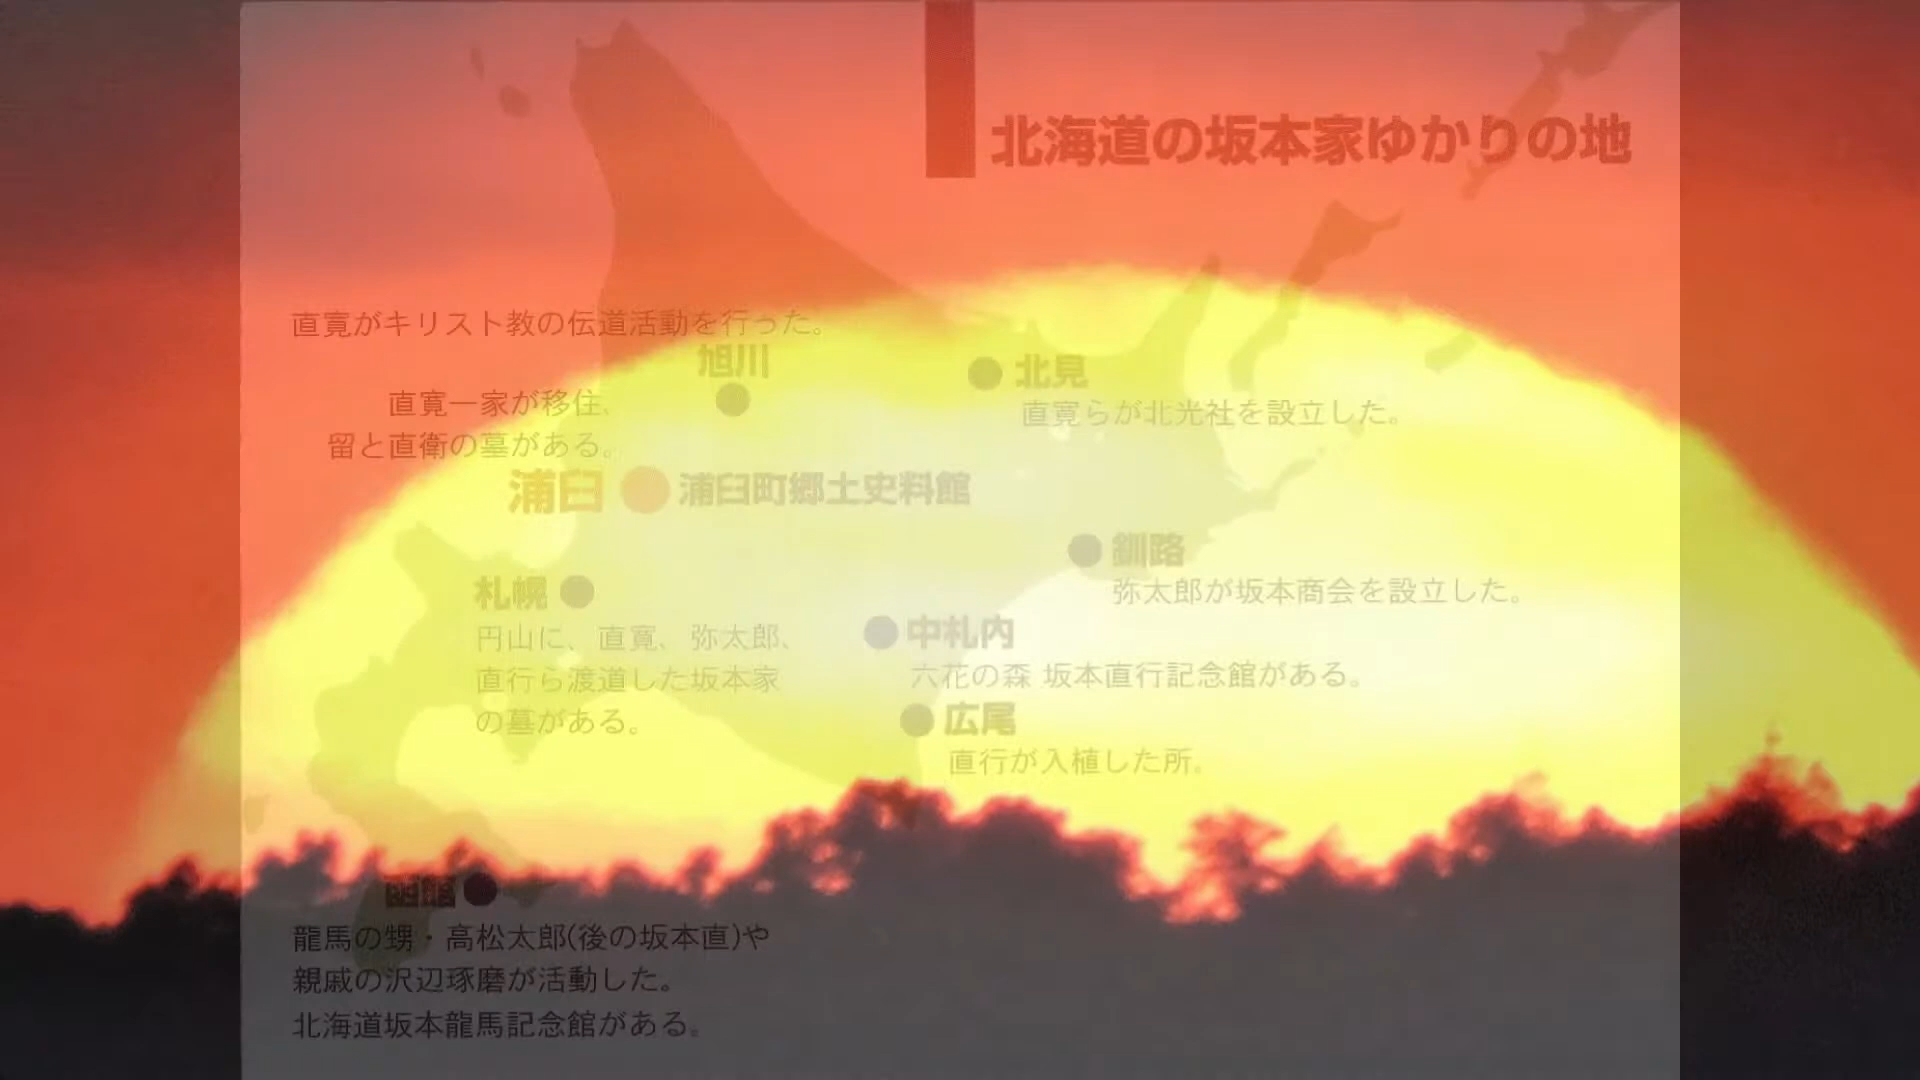 北海道の坂本家ゆかりの地
直寛がキリスト教の伝道活動を行った。
旭川
北見
直寛らが北光社を設立した。
直寛一家が移住、
留と直衛の墓がある。
浦臼
浦臼町郷土史料館
釧路
弥太郎が坂本商会を設立した。
札幌
円山に、直寛、弥太郎、
直行ら渡道した坂本家
の墓がある。
中札内
六花の森 坂本直行記念館がある。
広尾
直行が入植した所。
函館
龍馬の甥・高松太郎(後の坂本直)や
親戚の沢辺琢磨が活動した。
北海道坂本龍馬記念館がある。